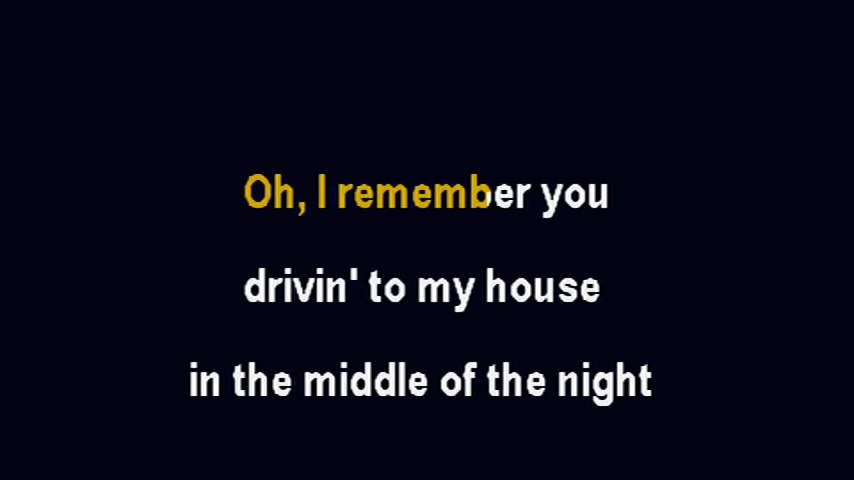 Oh, I remember you
drivin' to my house
in the middle of the night